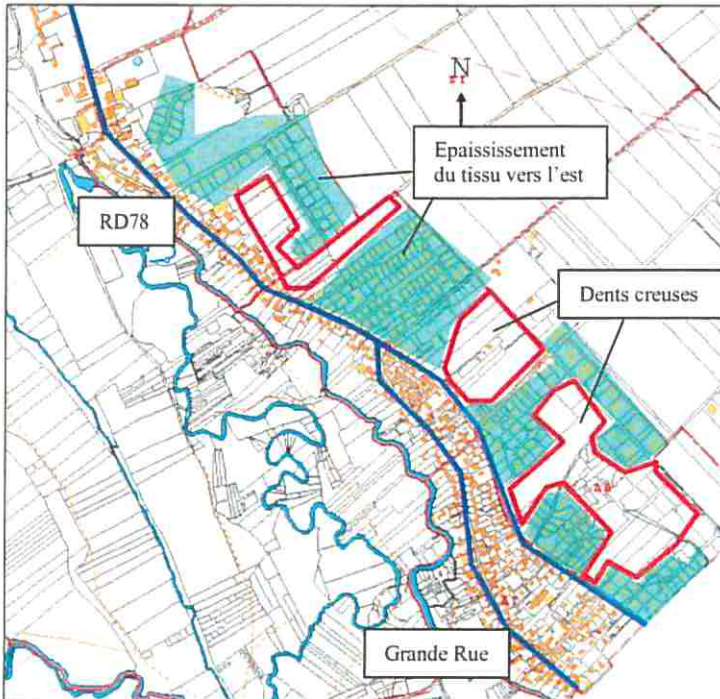 N
Epaississement
du tissu vers l'est
RD78
Dents creuses
Grande Rue